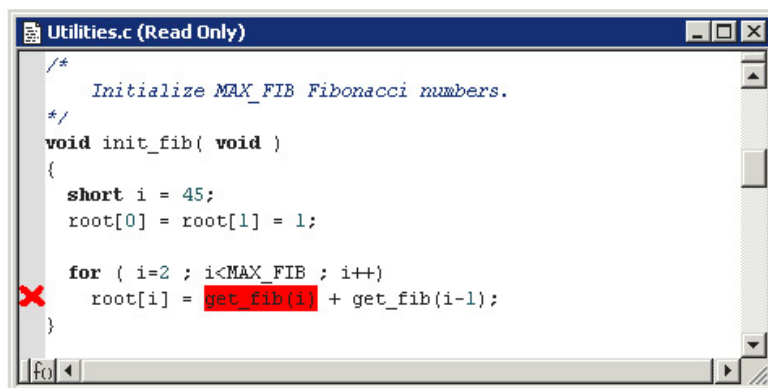 Utilities.c (Read Only)
/*
Initialize MAX_FIB Fibonacci numbers.
*/
void init_fib( void )
{
short i = 45;
root[0] = root[1] = 1;
for ( i=2 ; i<MAX_FIB ; i++)
root[i] = get_fib(i) + get_fib(i-1);
}
fo